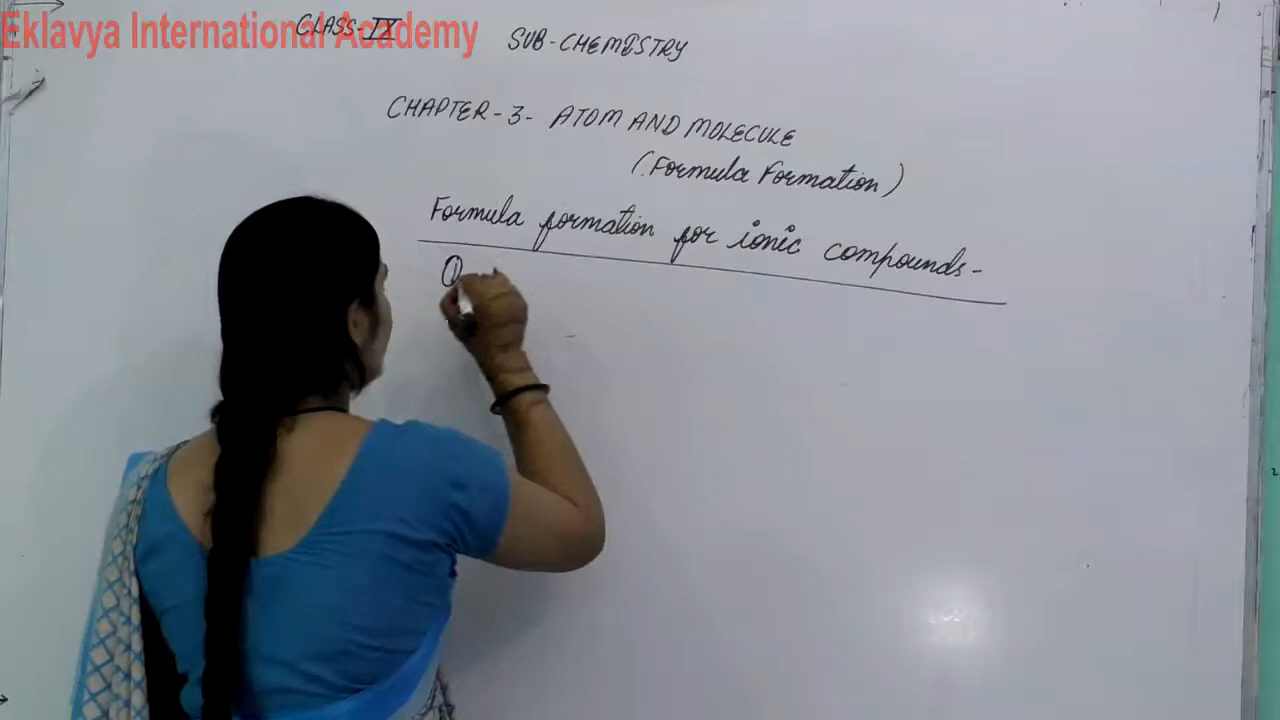 Eklavya International Academy
CLASS-IX
SUB-CHEMISTRY
CHAPTER-3- ATOM AND MOLECULE
(Formula Formation)
Formula formation for ionic compounds-
①